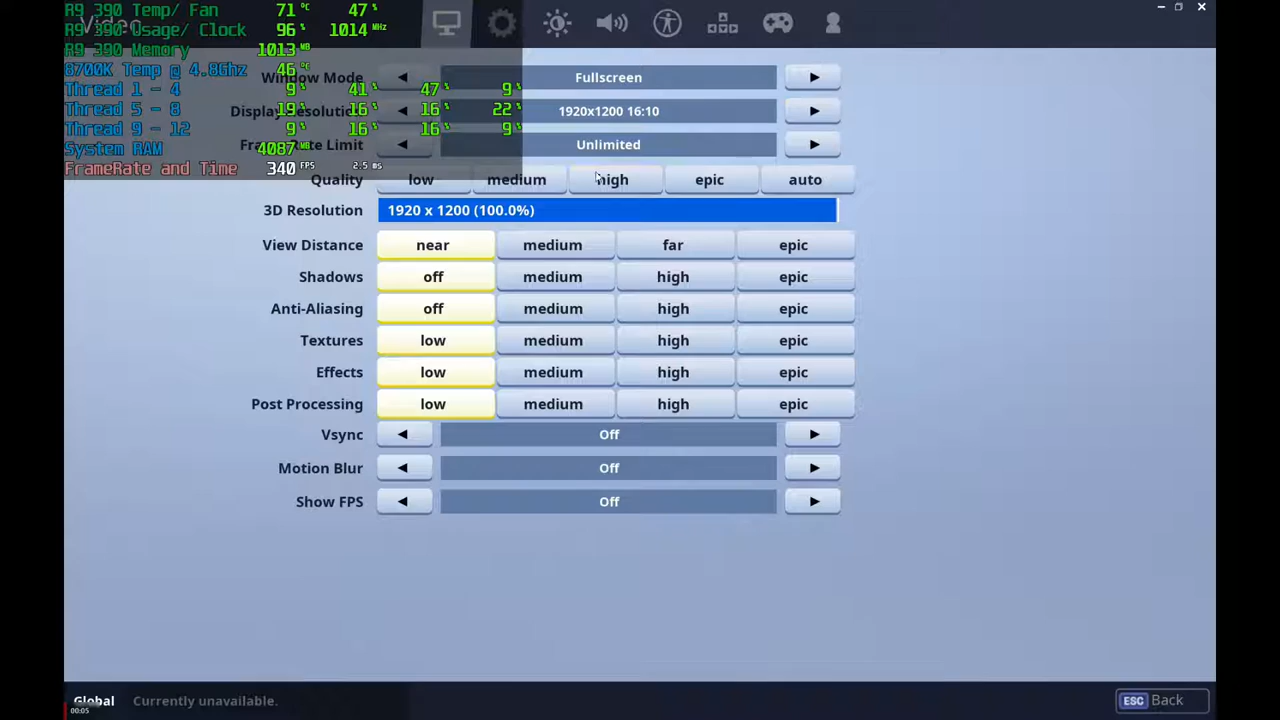 Video
R9 390 Temp/ Fan 71 °C 47 %
R9 390 Usage/ Clock 96 % 1014 MHz
R9 390 Memory 1013 MB
8700K Temp @ 4.8Ghz 46 °C
Thread 1 - 4 9 % 41 % 47 % 9 %
Thread 5 - 8 19 % 16 % 16 % 22 %
Thread 9 - 12 9 % 16 % 16 % 9 %
System RAM 4087 MB
FrameRate and Time 340 FPS 2.5 ms
Window Mode ◀ Fullscreen ▶
Display Resolution ◀ 1920x1200 16:10 ▶
Frame Rate Limit ◀ Unlimited ▶
Quality low medium high epic auto
3D Resolution 1920 x 1200 (100.0%)
View Distance near medium far epic
Shadows off medium high epic
Anti-Aliasing off medium high epic
Textures low medium high epic
Effects low medium high epic
Post Processing low medium high epic
Vsync ◀ Off ▶
Motion Blur ◀ Off ▶
Show FPS ◀ Off ▶
Global Currently unavailable. ESC Back
00:05